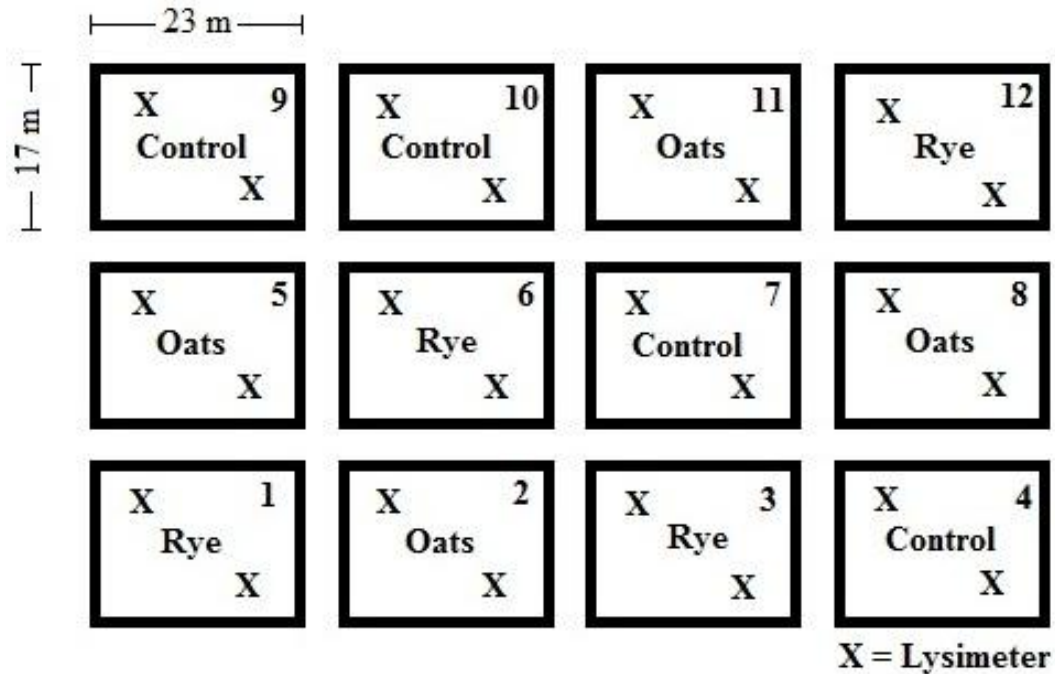 23 m
17 m
X 9 X 10 X 11 X 12
Control Control Oats Rye
X X X X
X 5 X 6 X 7 X 8
Oats Rye Control Oats
X X X X
X 1 X 2 X 3 X 4
Rye Oats Rye Control
X X X X
X = Lysimeter